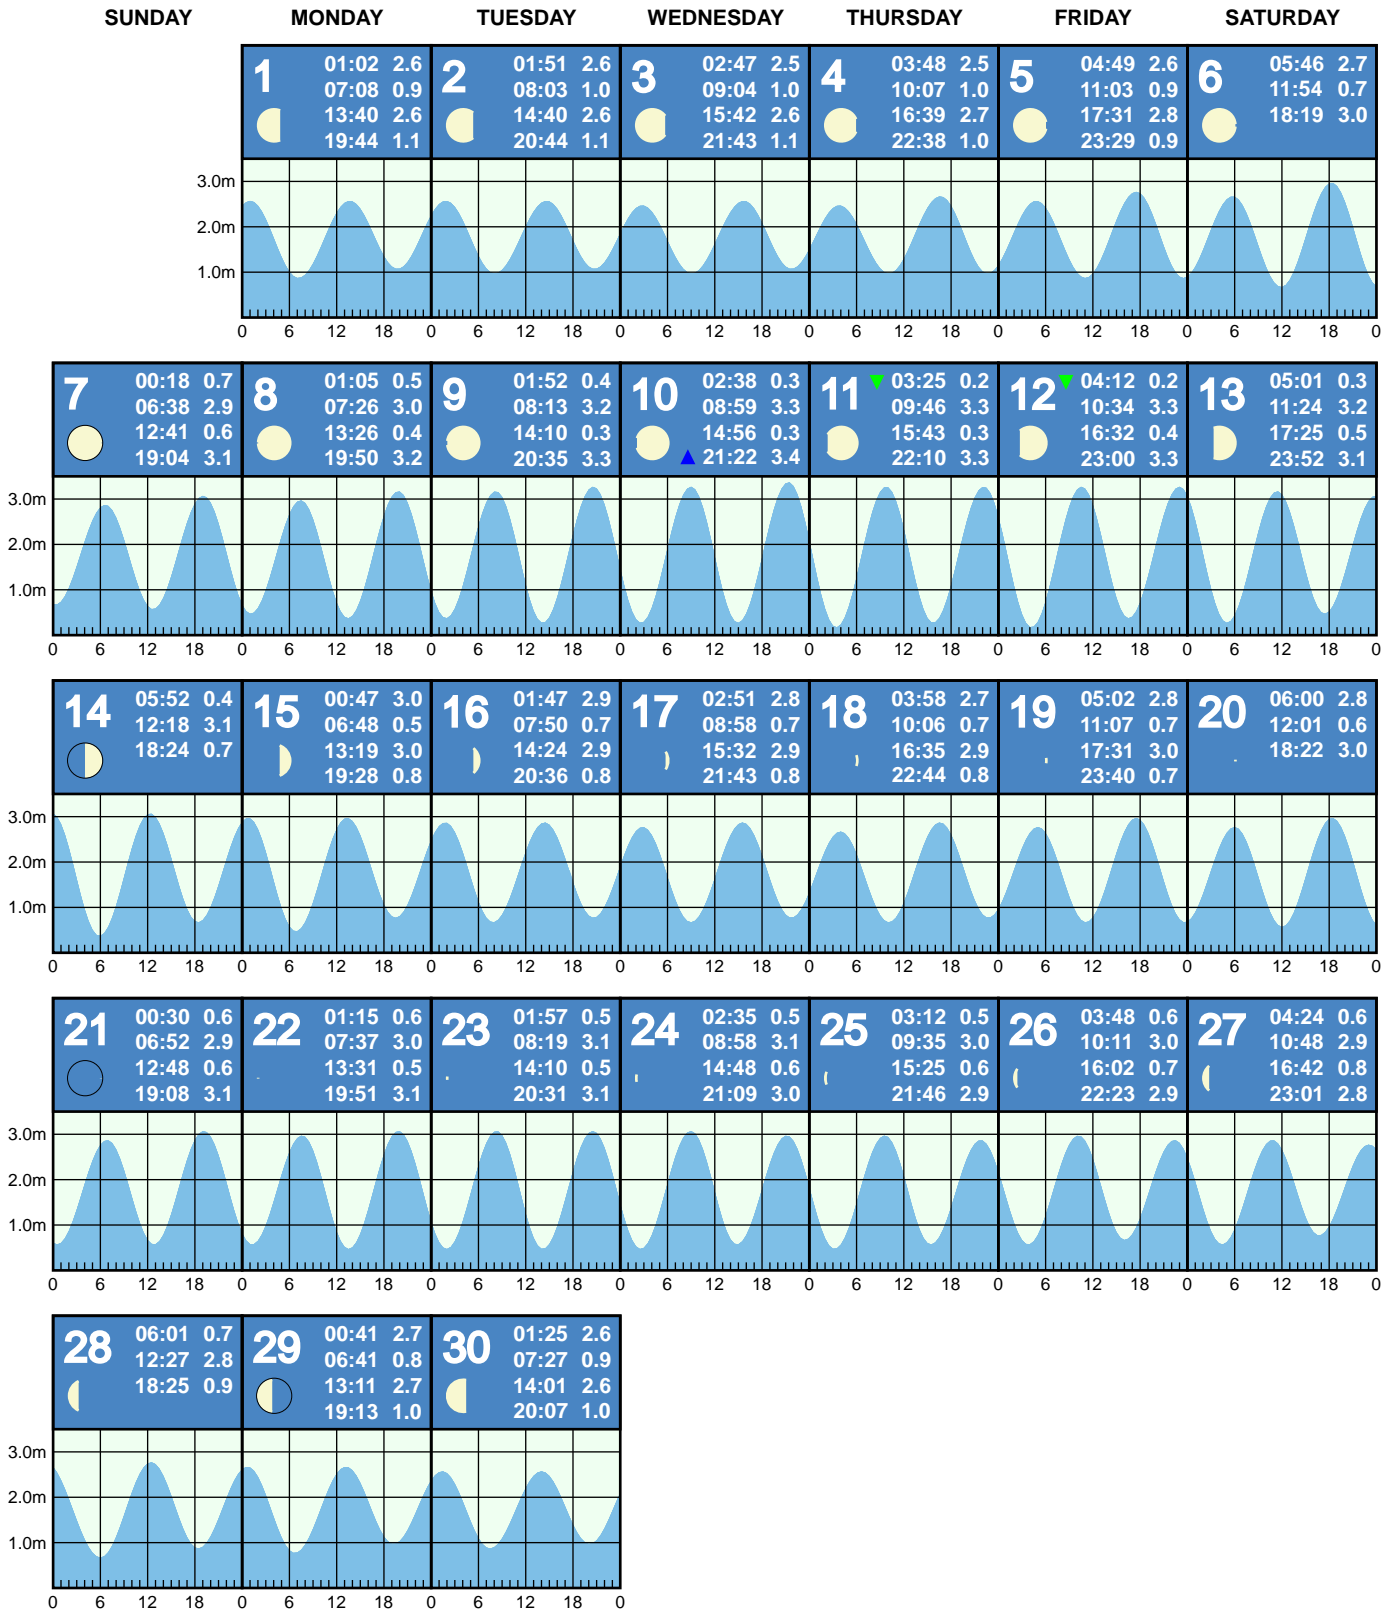 SUNDAY MONDAY TUESDAY WEDNESDAY THURSDAY FRIDAY SATURDAY
1 01:02 2.6 07:08 0.9 13:40 2.6 19:44 1.1
2 01:51 2.6 08:03 1.0 14:40 2.6 20:44 1.1
3 02:47 2.5 09:04 1.0 15:42 2.6 21:43 1.1
4 03:48 2.5 10:07 1.0 16:39 2.7 22:38 1.0
5 04:49 2.6 11:03 0.9 17:31 2.8 23:29 0.9
6 05:46 2.7 11:54 0.7 18:19 3.0
3.0m
2.0m
1.0m
0 6 12 18 0 6 12 18 0 6 12 18 0 6 12 18 0 6 12 18 0 6 12 18 0
7 00:18 0.7 06:38 2.9 12:41 0.6 19:04 3.1
8 01:05 0.5 07:26 3.0 13:26 0.4 19:50 3.2
9 01:52 0.4 08:13 3.2 14:10 0.3 20:35 3.3
10 02:38 0.3 08:59 3.3 14:56 0.3 21:22 3.4
11 03:25 0.2 09:46 3.3 15:43 0.3 22:10 3.3
12 04:12 0.2 10:34 3.3 16:32 0.4 23:00 3.3
13 05:01 0.3 11:24 3.2 17:25 0.5 23:52 3.1
3.0m
2.0m
1.0m
0 6 12 18 0 6 12 18 0 6 12 18 0 6 12 18 0 6 12 18 0 6 12 18 0 6 12 18 0
14 05:52 0.4 12:18 3.1 18:24 0.7
15 00:47 3.0 06:48 0.5 13:19 3.0 19:28 0.8
16 01:47 2.9 07:50 0.7 14:24 2.9 20:36 0.8
17 02:51 2.8 08:58 0.7 15:32 2.9 21:43 0.8
18 03:58 2.7 10:06 0.7 16:35 2.9 22:44 0.8
19 05:02 2.8 11:07 0.7 17:31 3.0 23:40 0.7
20 06:00 2.8 12:01 0.6 18:22 3.0
3.0m
2.0m
1.0m
0 6 12 18 0 6 12 18 0 6 12 18 0 6 12 18 0 6 12 18 0 6 12 18 0 6 12 18 0
21 00:30 0.6 06:52 2.9 12:48 0.6 19:08 3.1
22 01:15 0.6 07:37 3.0 13:31 0.5 19:51 3.1
23 01:57 0.5 08:19 3.1 14:10 0.5 20:31 3.1
24 02:35 0.5 08:58 3.1 14:48 0.6 21:09 3.0
25 03:12 0.5 09:35 3.0 15:25 0.6 21:46 2.9
26 03:48 0.6 10:11 3.0 16:02 0.7 22:23 2.9
27 04:24 0.6 10:48 2.9 16:42 0.8 23:01 2.8
3.0m
2.0m
1.0m
0 6 12 18 0 6 12 18 0 6 12 18 0 6 12 18 0 6 12 18 0 6 12 18 0 6 12 18 0
28 06:01 0.7 12:27 2.8 18:25 0.9
29 00:41 2.7 06:41 0.8 13:11 2.7 19:13 1.0
30 01:25 2.6 07:27 0.9 14:01 2.6 20:07 1.0
3.0m
2.0m
1.0m
0 6 12 18 0 6 12 18 0 6 12 18 0